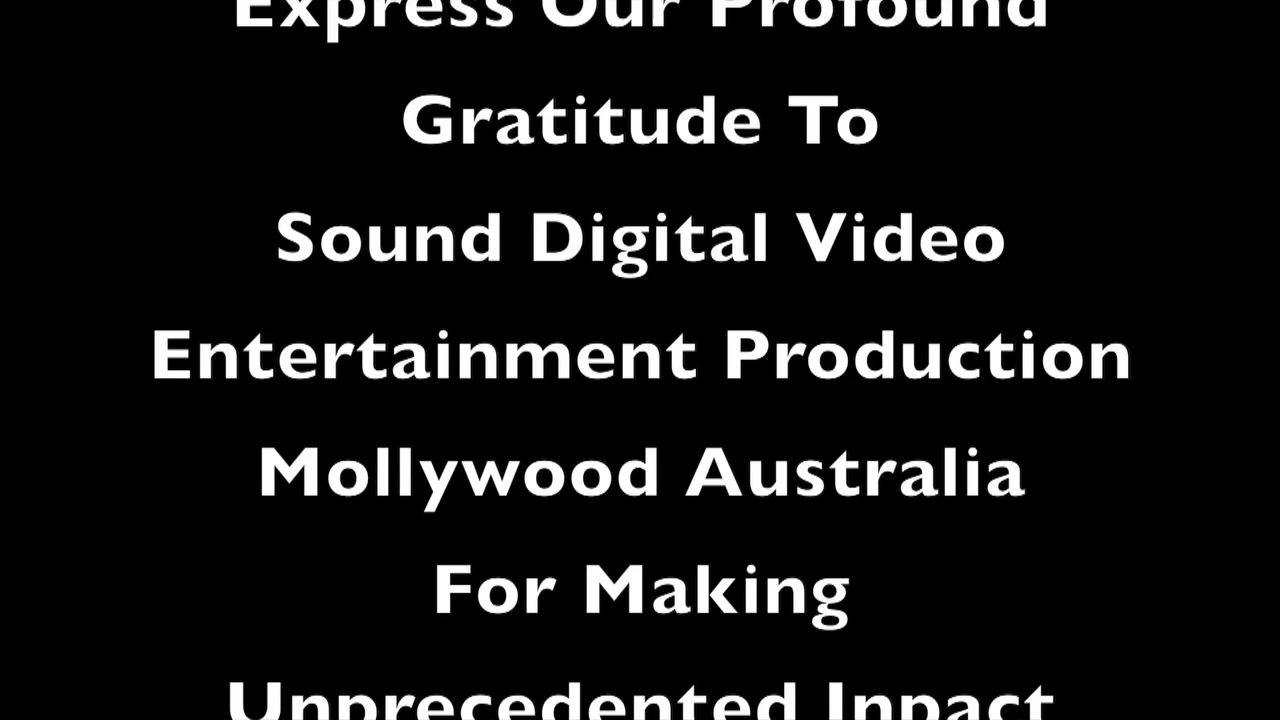 Express Our Profound
Gratitude To
Sound Digital Video
Entertainment Production
Mollywood Australia
For Making
Unprecedented Inpact